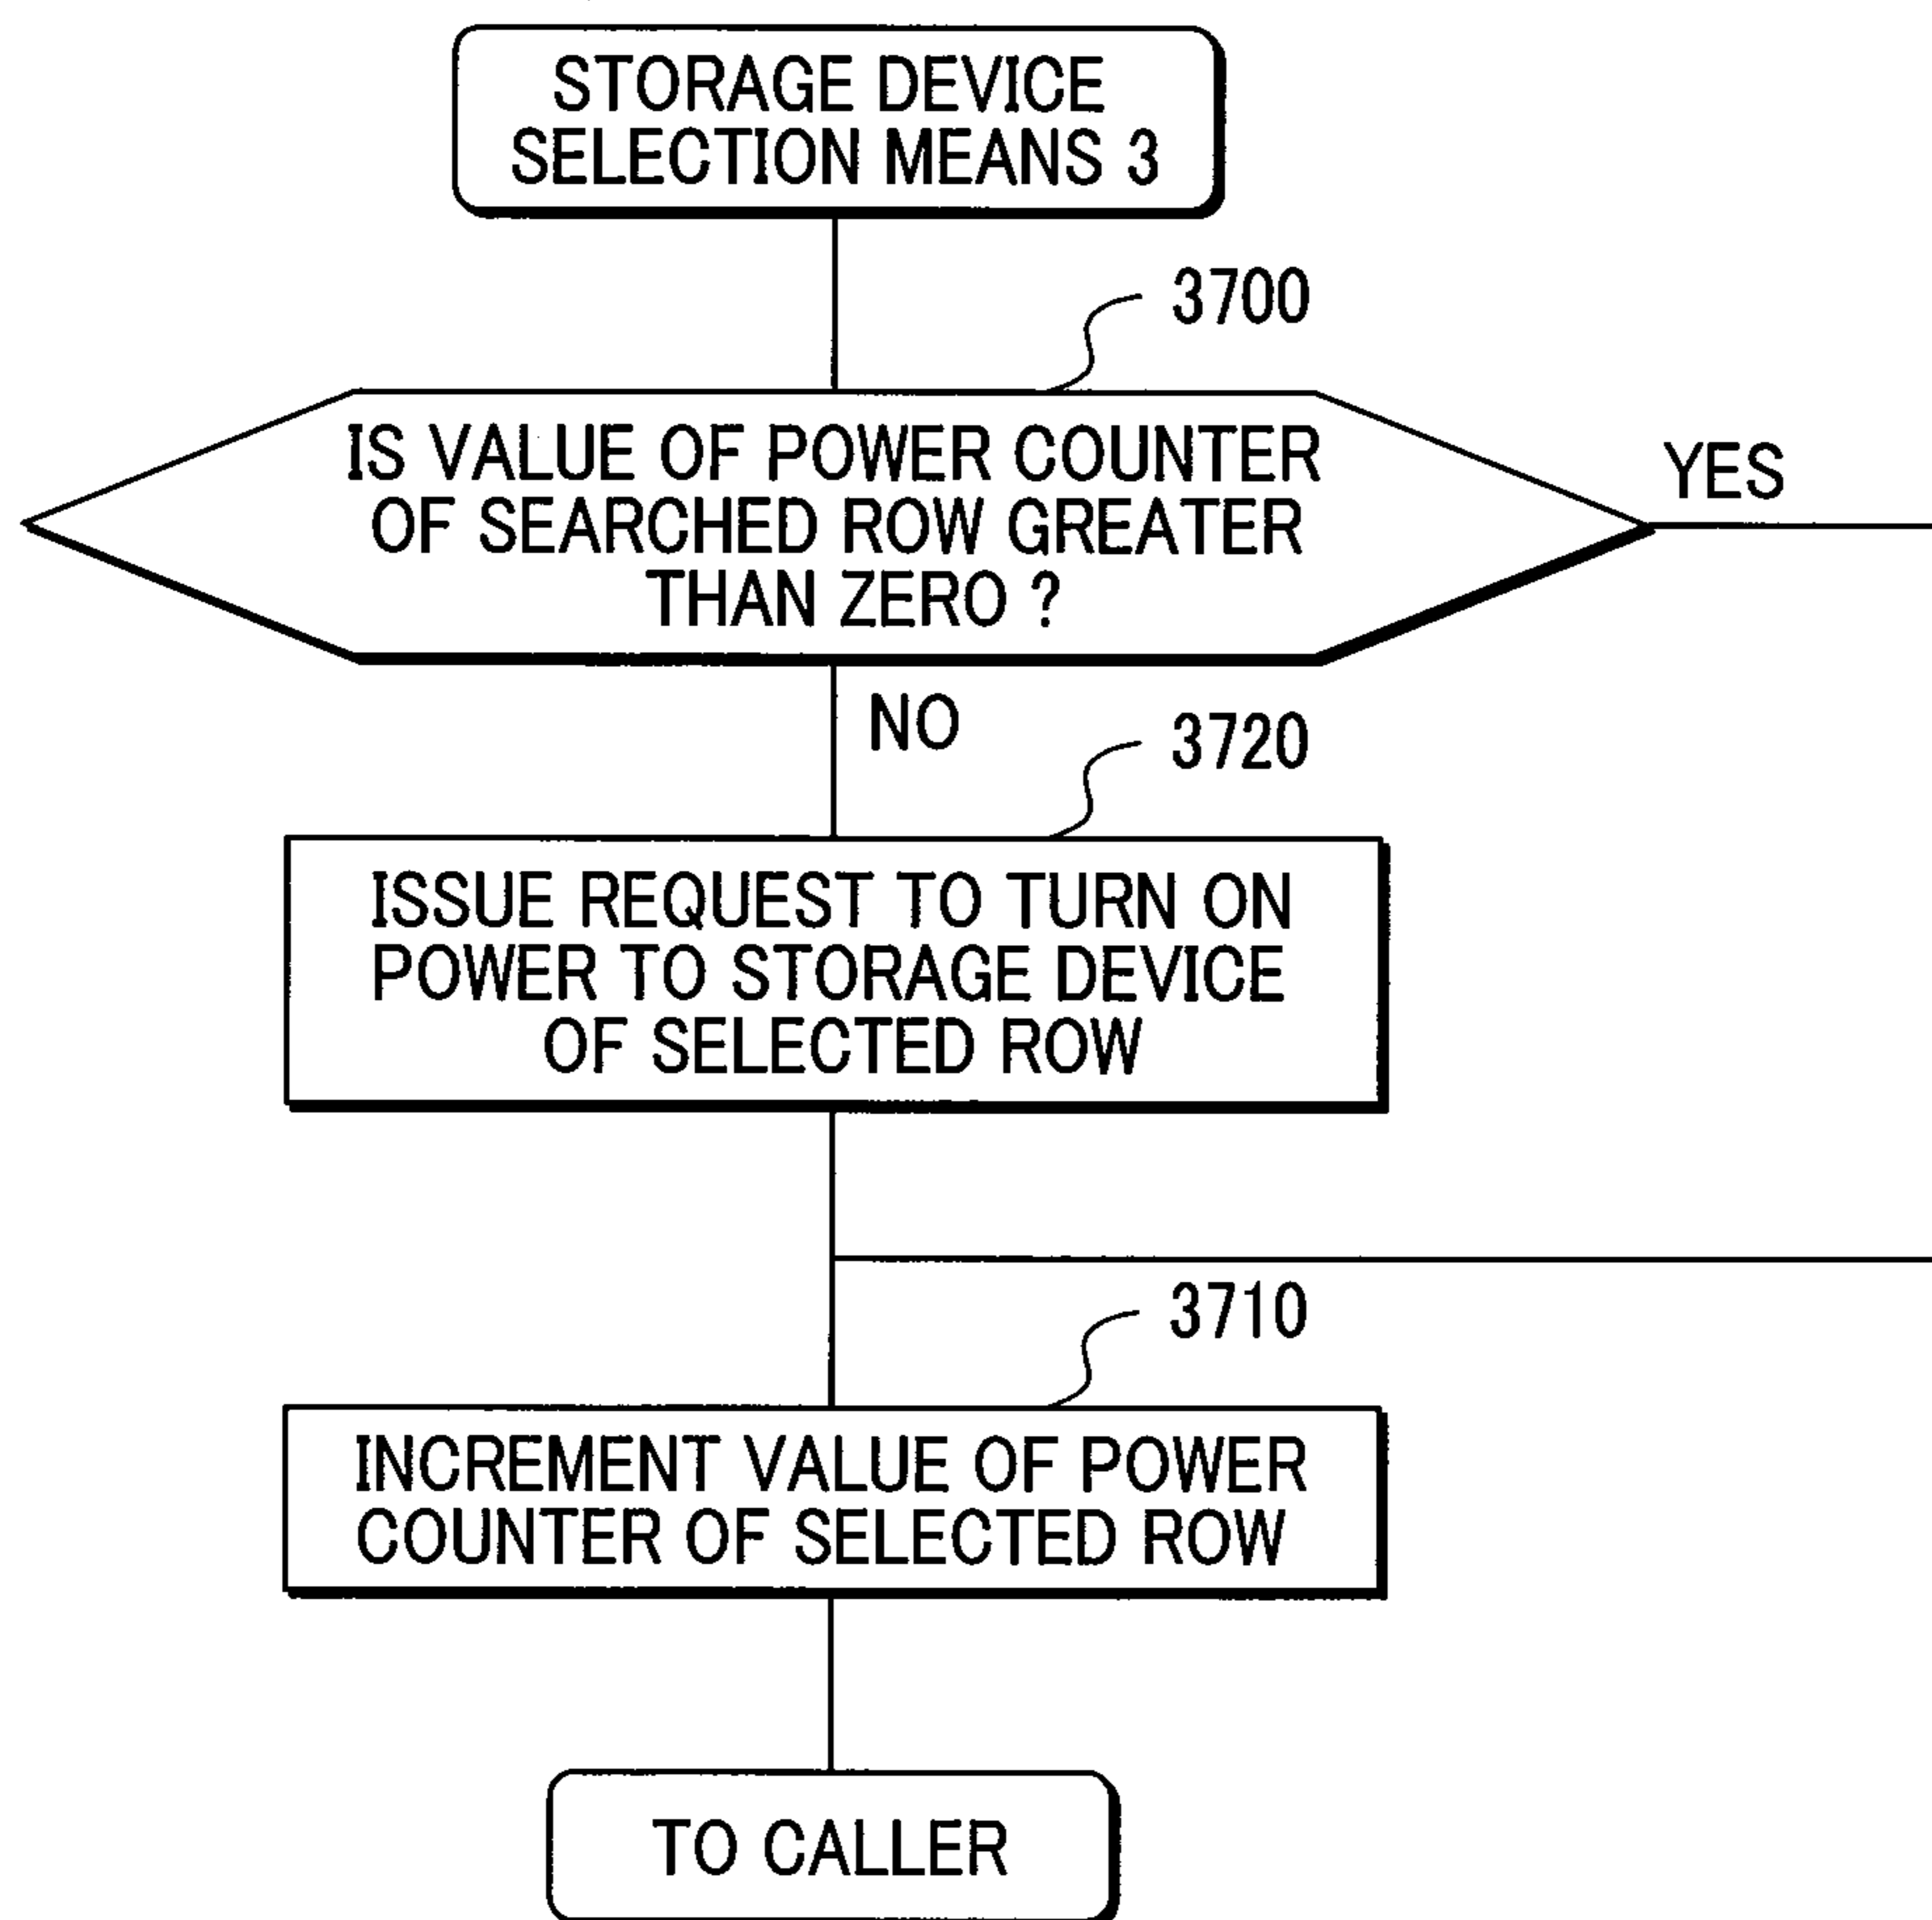 STORAGE DEVICE
SELECTION MEANS 3
3700
IS VALUE OF POWER COUNTER
OF SEARCHED ROW GREATER
THAN ZERO ?
YES
NO
3720
ISSUE REQUEST TO TURN ON
POWER TO STORAGE DEVICE
OF SELECTED ROW
3710
INCREMENT VALUE OF POWER
COUNTER OF SELECTED ROW
TO CALLER